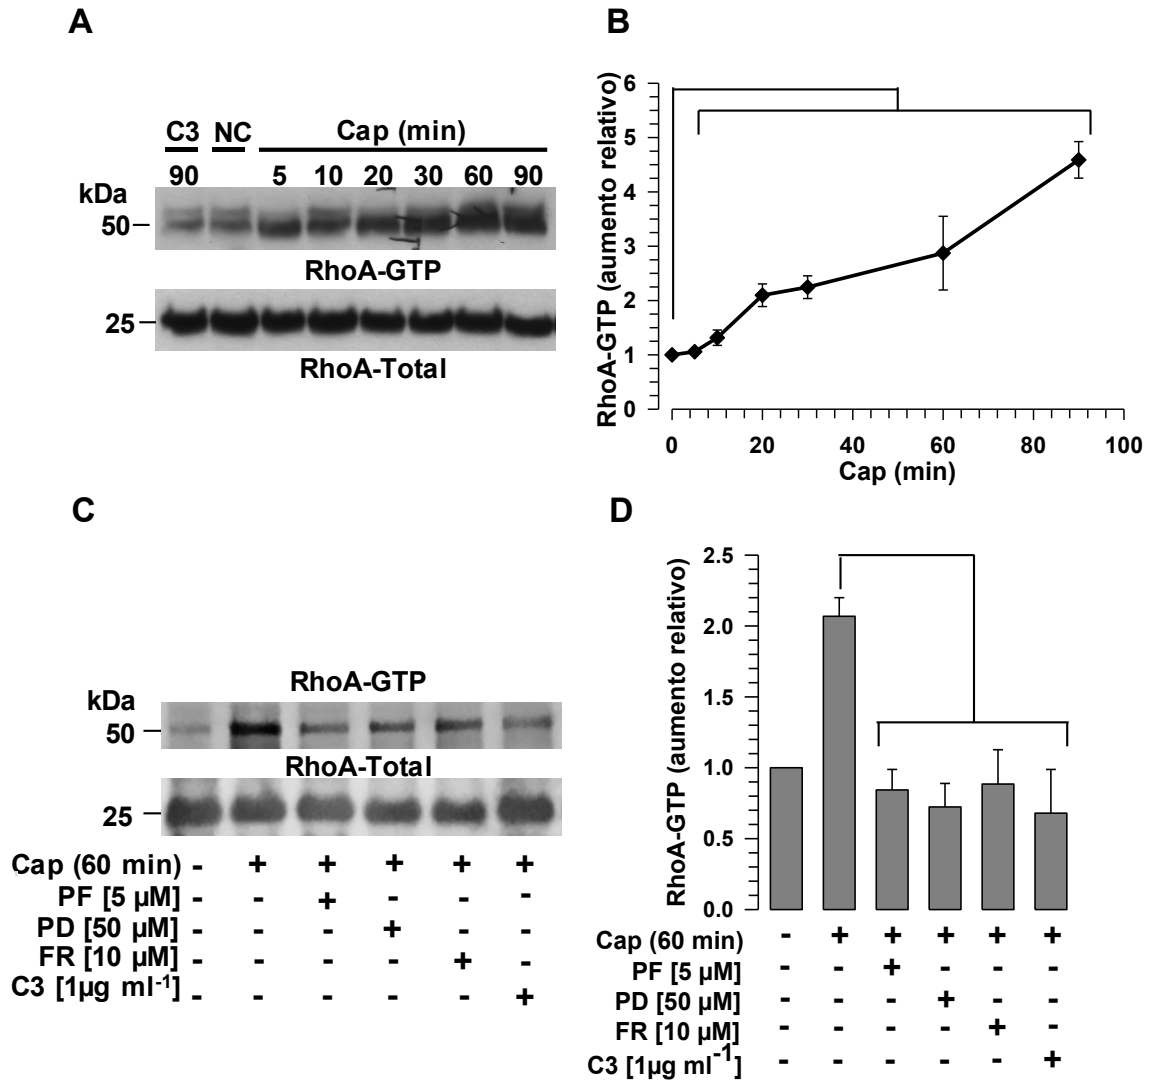 A
C3 NC Cap (min)
90 5 10 20 30 60 90
kDa
50
RhoA-GTP
25
RhoA-Total
B
RhoA-GTP (aumento relativo)
6
5
4
3
2
1
0
0 20 40 60 80 100
Cap (min)
C
RhoA-GTP
kDa
50
RhoA-Total
25
Cap (60 min) - + + + + +
PF [5 µM] - - + - - -
PD [50 µM] - - - + - -
FR [10 µM] - - - - + -
C3 [1µg ml-1] - - - - - +
D
RhoA-GTP (aumento relativo)
2.5
2.0
1.5
1.0
0.5
0.0
Cap (60 min) - + + + + +
PF [5 µM] - - + - - -
PD [50 µM] - - - + - -
FR [10 µM] - - - - + -
C3 [1µg ml-1] - - - - - +